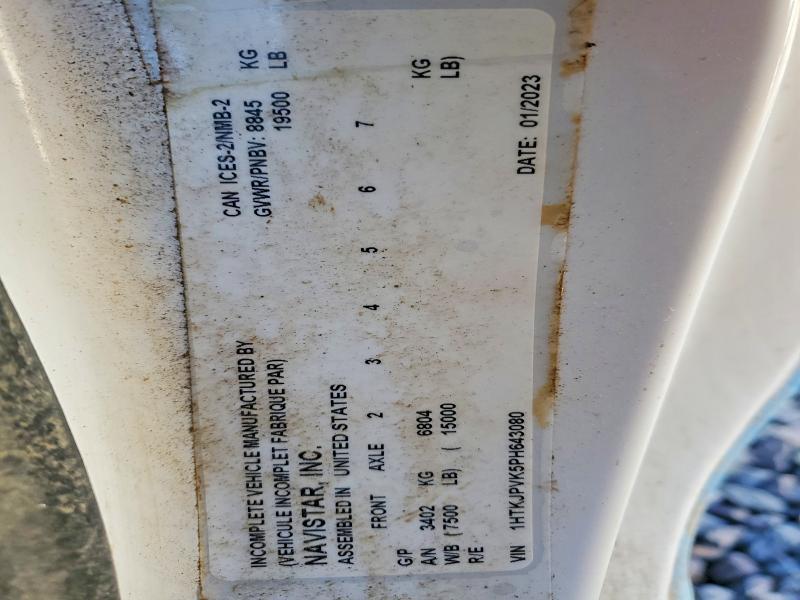 INCOMPLETE VEHICLE MANUFACTURED BY CAN ICES-2/NMB-2
(VEHICULE INCOMPLET FABRIQUE PAR) GVWR/PNBV: 8845 KG
NAVISTAR, INC. 19500 LB
ASSEMBLED IN UNITED STATES
FRONT AXLE 2 3 4 5 6 7
G/P
A/N 3402 KG 6804 KG
W/B ( 7500 LB) ( 15000 LB)
R/E
VIN 1HTKJPVK5PH643080 DATE: 01/2023